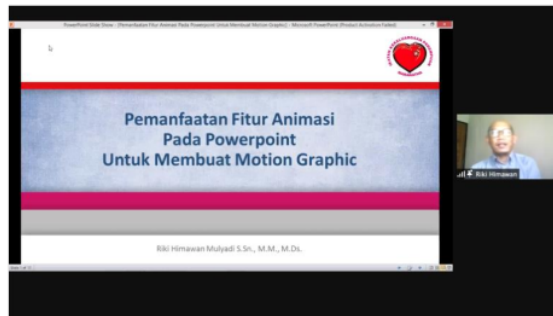 PowerPoint Slide Show - [Pemanfaatan Fitur Animasi Pada Powerpoint Untuk Membuat Motion Graphic] - Microsoft PowerPoint (Product Activation Failed)
Pemanfaatan Fitur Animasi
Pada Powerpoint
Untuk Membuat Motion Graphic
Riki Himawan Mulyadi S.Sn., M.M., M.Ds.
Riki Himawan